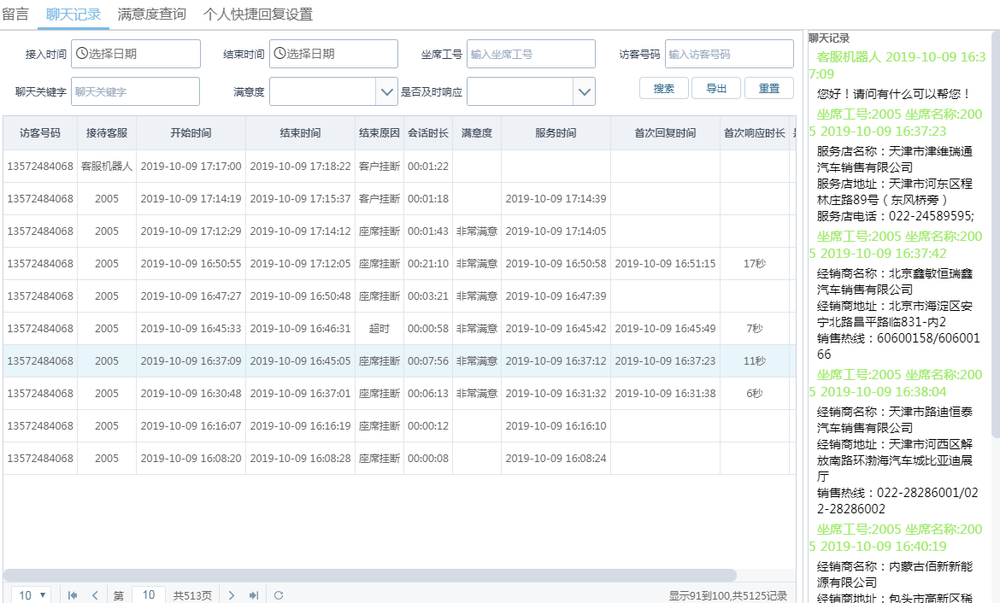 留言 聊天记录 满意度查询 个人快捷回复设置
接入时间 选择日期 结束时间 选择日期 坐席工号 输入坐席工号 访客号码 输入访客号码
聊天关键字 聊天关键字 满意度 是否及时响应 搜索 导出 重置
访客号码 接待客服 开始时间 结束时间 结束原因 会话时长 满意度 服务时间 首次回复时间 首次响应时长
13572484068 客服机器人 2019-10-09 17:17:00 2019-10-09 17:18:22 客户挂断 00:01:22
13572484068 2005 2019-10-09 17:14:19 2019-10-09 17:15:37 客户挂断 00:01:18 2019-10-09 17:14:39
13572484068 2005 2019-10-09 17:12:29 2019-10-09 17:14:12 座席挂断 00:01:43 非常满意 2019-10-09 17:14:05
13572484068 2005 2019-10-09 16:50:55 2019-10-09 17:12:05 座席挂断 00:21:10 非常满意 2019-10-09 16:50:58 2019-10-09 16:51:15 17秒
13572484068 2005 2019-10-09 16:47:27 2019-10-09 16:50:48 座席挂断 00:03:21 非常满意 2019-10-09 16:47:39
13572484068 2005 2019-10-09 16:45:33 2019-10-09 16:46:31 超时 00:00:58 非常满意 2019-10-09 16:45:42 2019-10-09 16:45:49 7秒
13572484068 2005 2019-10-09 16:37:09 2019-10-09 16:45:05 座席挂断 00:07:56 非常满意 2019-10-09 16:37:12 2019-10-09 16:37:23 11秒
13572484068 2005 2019-10-09 16:30:48 2019-10-09 16:37:01 座席挂断 00:06:13 非常满意 2019-10-09 16:31:32 2019-10-09 16:31:38 6秒
13572484068 2005 2019-10-09 16:16:07 2019-10-09 16:16:19 座席挂断 00:00:12 2019-10-09 16:16:10
13572484068 2005 2019-10-09 16:08:20 2019-10-09 16:08:28 座席挂断 00:00:08 2019-10-09 16:08:24
10 第 10 共513页 显示91到100,共5125记录
聊天记录
客服机器人 2019-10-09 16:3
7:09
您好！请问有什么可以帮您！
坐席工号:2005 坐席名称:200
5 2019-10-09 16:37:23
服务店名称：天津市津维瑞通
汽车销售有限公司
服务店地址：天津市河东区程
林庄路89号（东风桥旁）
服务店电话：022-24589595;
坐席工号:2005 坐席名称:200
5 2019-10-09 16:37:42
经销商名称：北京鑫敏恒瑞鑫
汽车销售有限公司
经销商地址：北京市海淀区安
宁北路昌平路临831-内2
销售热线：60600158/606001
66
坐席工号:2005 坐席名称:200
5 2019-10-09 16:38:04
经销商名称：天津市路迪恒泰
汽车销售有限公司
经销商地址：天津市河西区解
放南路环渤海汽车城比亚迪展
厅
销售热线：022-28286001/02
2-28286002
坐席工号:2005 坐席名称:200
5 2019-10-09 16:40:19
经销商名称：内蒙古佰新新能
源有限公司
经销商地址：包头市高新区稀